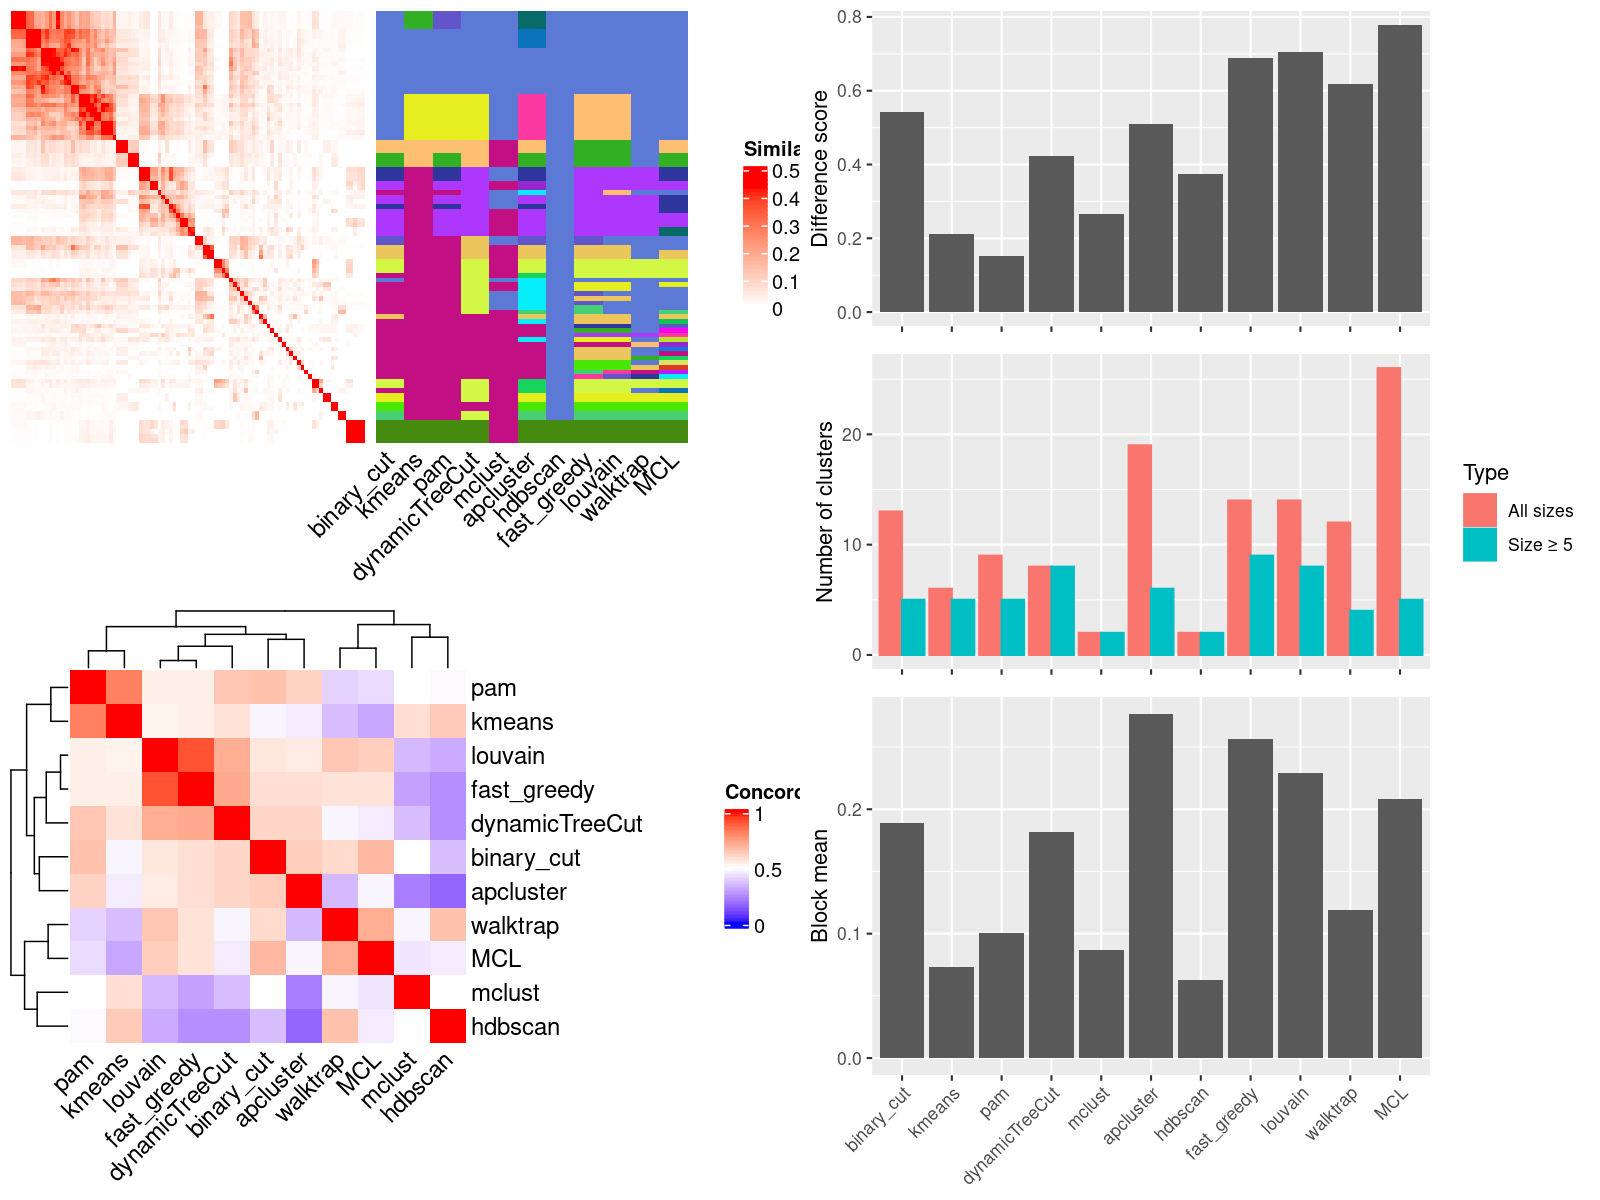 Simila
0.5
0.4
0.3
0.2
0.1
0
binary_cut
kmeans
pam
dynamicTreeCut
mclust
apcluster
hdbscan
fast_greedy
louvain
walktrap
MCL
pam
kmeans
louvain
fast_greedy
dynamicTreeCut
binary_cut
apcluster
walktrap
MCL
mclust
hdbscan
Concord
1
0.5
0
pam
kmeans
louvain
fast_greedy
dynamicTreeCut
binary_cut
apcluster
walktrap
MCL
mclust
hdbscan
Difference score
0.8
0.6
0.4
0.2
0.0
Number of clusters
20
10
0
Type
All sizes
Size ≥ 5
Block mean
0.2
0.1
0.0
binary_cut
kmeans
pam
dynamicTreeCut
mclust
apcluster
hdbscan
fast_greedy
louvain
walktrap
MCL